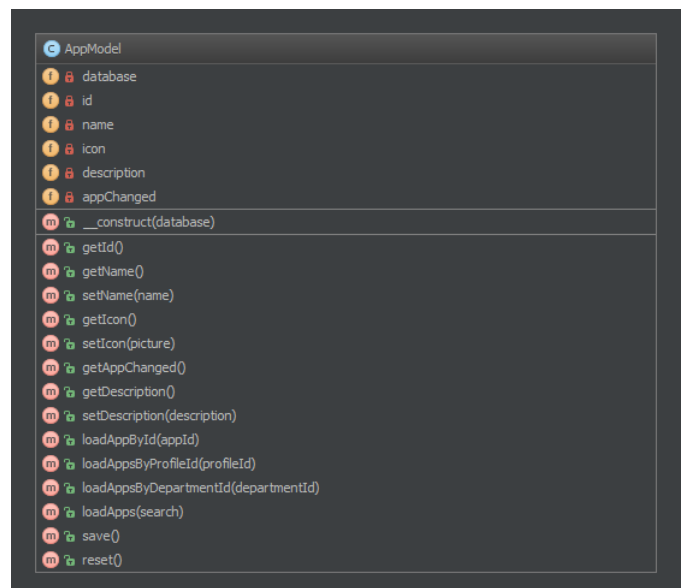 C AppModel
f database
f id
f name
f icon
f description
f appChanged
m __construct(database)
m getId()
m getName()
m setName(name)
m getIcon()
m setIcon(picture)
m getAppChanged()
m getDescription()
m setDescription(description)
m loadAppById(appId)
m loadAppsByProfileId(profileId)
m loadAppsByDepartmentId(departmentId)
m loadApps(search)
m save()
m reset()